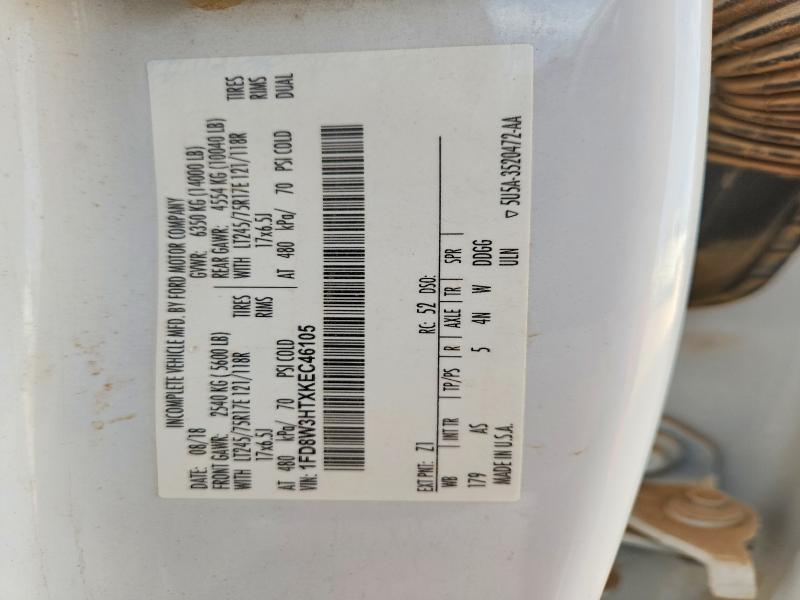 INCOMPLETE VEHICLE MFD. BY FORD MOTOR COMPANY
DATE: 08/18 GVWR: 6350 KG (14000 LB)
FRONT GAWR: 2540 KG (5600 LB) REAR GAWR: 4554 KG (10040 LB)
WITH LT245/75R17E 121/118R TIRES WITH LT245/75R17E 121/118R TIRES
17x6.5J RIMS 17x6.5J RIMS
AT 480 kPa/ 70 PSI COLD AT 480 kPa/ 70 PSI COLD DUAL
VIN: 1FD8W3HTXKEC46105
EXT PNT: Z1 RC: 52 DSO:
WB INT TR TP/PS R AXLE TR SPR
179 AS 5 4N W DDGG
MADE IN U.S.A. ULN
▽ 5U5A-3520472-AA